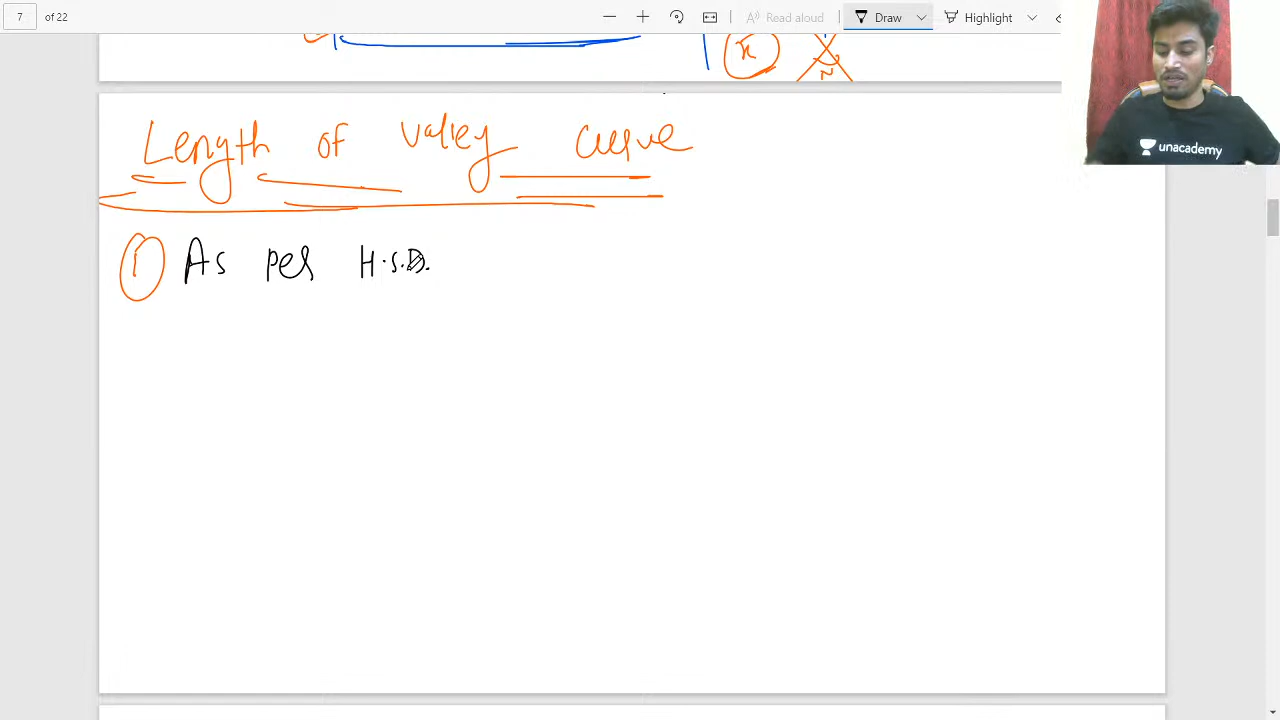 7 of 22 Read aloud Draw Highlight
x N
unacademy
Length of valley curve
1 As per H.S.D.